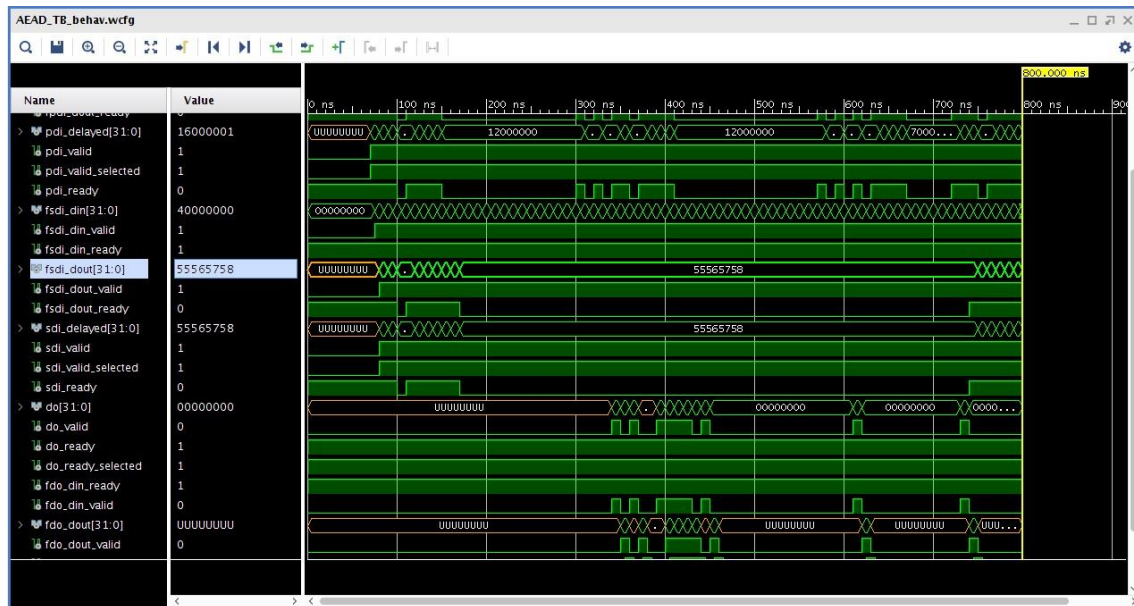 AEAD_TB_behav.wcfg
800.000 ns
Name Value 0 ns 100 ns 200 ns 300 ns 400 ns 500 ns 600 ns 700 ns 800 ns
pdi_delayed[31:0] 16000001 UUUUUUUU 12000000 12000000 7000...
pdi_valid 1
pdi_valid_selected 1
pdi_ready 0
fsdi_din[31:0] 40000000 00000000
fsdi_din_valid 1
fsdi_din_ready 1
fsdi_dout[31:0] 55565758 UUUUUUUU 55565758
fsdi_dout_valid 1
fsdi_dout_ready 0
sdi_delayed[31:0] 55565758 UUUUUUUU 55565758
sdi_valid 1
sdi_valid_selected 1
sdi_ready 0
do[31:0] 00000000 UUUUUUUU 00000000 00000000 0000...
do_valid 0
do_ready 1
do_ready_selected 1
fdo_din_ready 1
fdo_din_valid 0
fdo_dout[31:0] UUUUUUUU UUUUUUUU UUUUUUUU UUUUUUUU UUU...
fdo_dout_valid 0